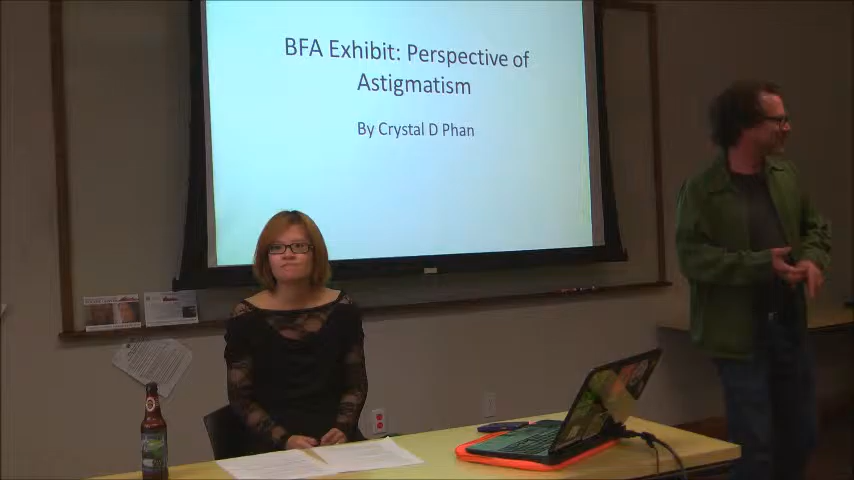 BFA Exhibit: Perspective of
Astigmatism
By Crystal D Phan